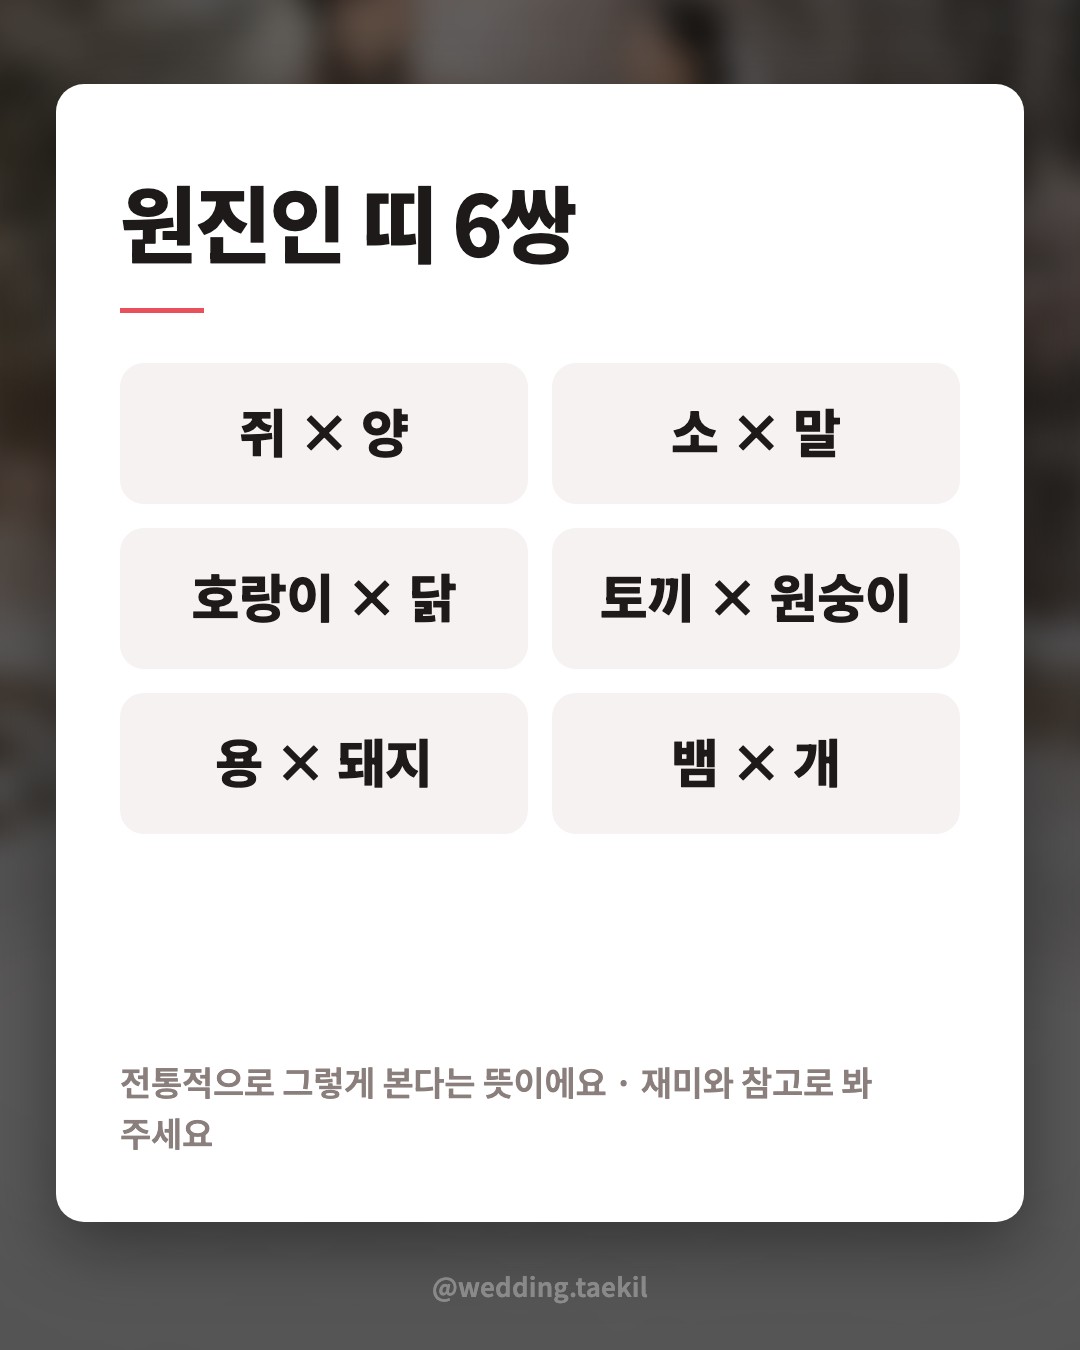 원진인 띠 6쌍
쥐 × 양
소 × 말
호랑이 × 닭
토끼 × 원숭이
용 × 돼지
뱀 × 개
전통적으로 그렇게 본다는 뜻이에요 · 재미와 참고로 봐
주세요
@wedding.taekil